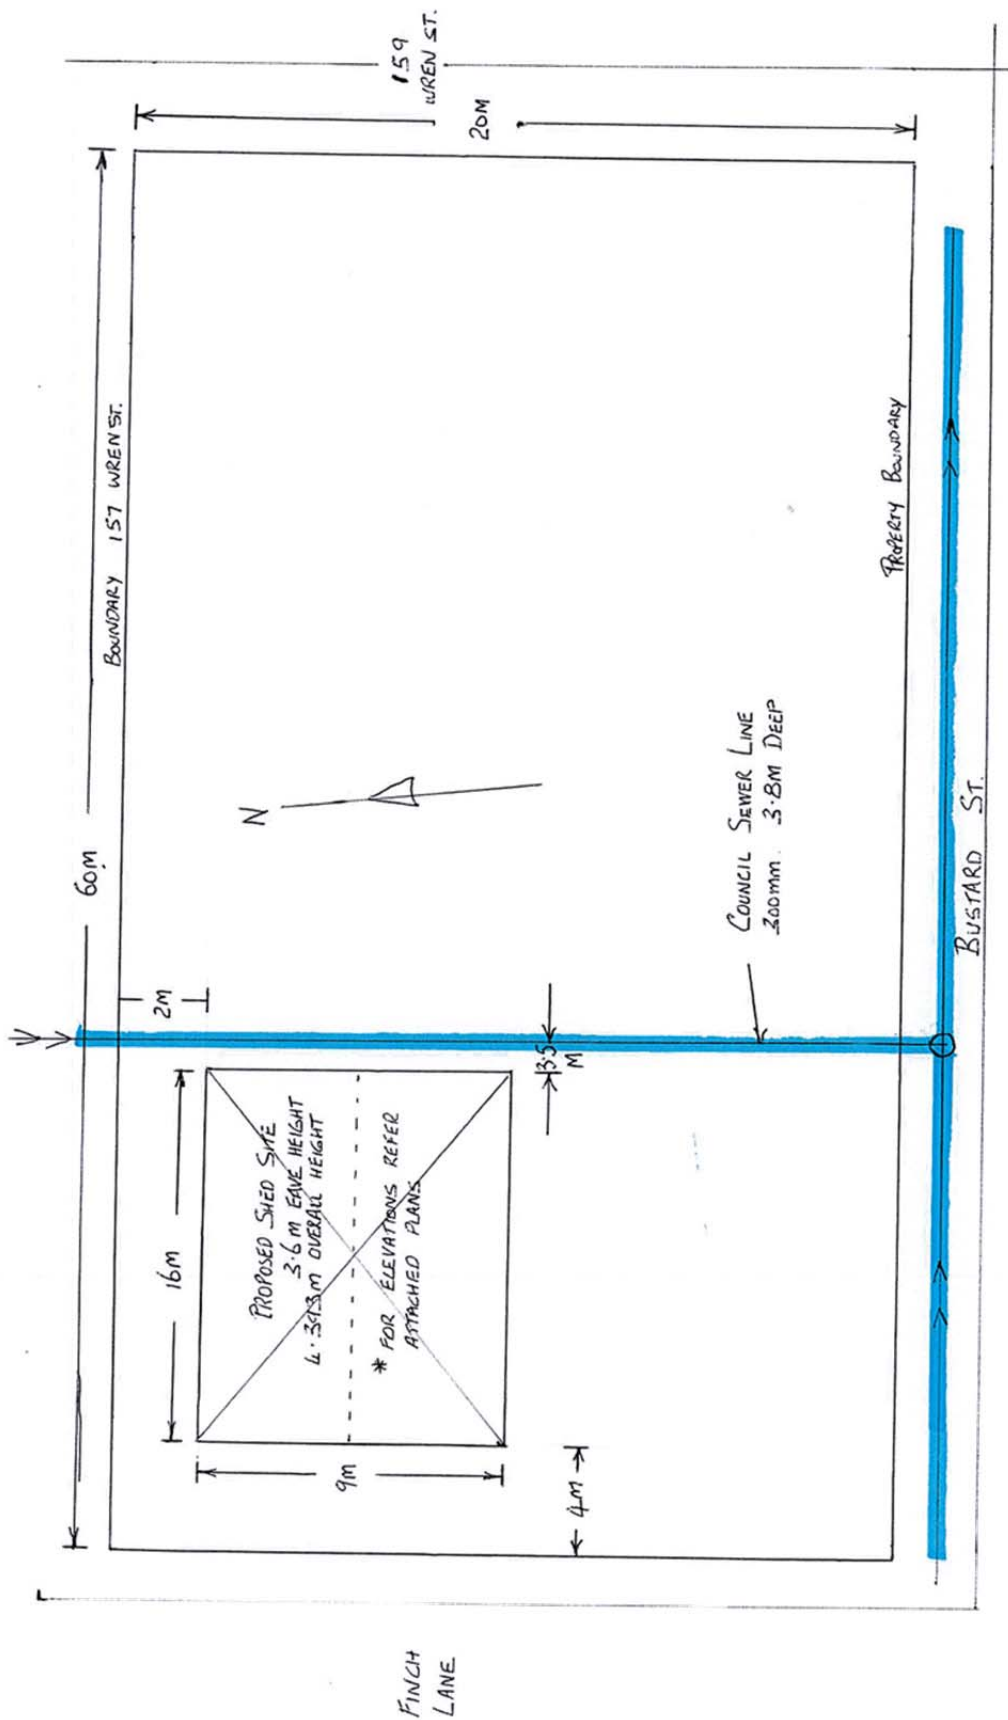 159
WREN ST.
20M
60M
BOUNDARY 157 WREN ST.
2M
N
16M
PROPOSED SHED SITE
3.6M EAVE HEIGHT
4.343M OVERALL HEIGHT
* FOR ELEVATIONS REFER
ATTACHED PLANS
9M
3.5
M
4M
COUNCIL SEWER LINE
200mm. 3.8M DEEP
PROPERTY BOUNDARY
BUSTARD ST.
FINCH
LANE